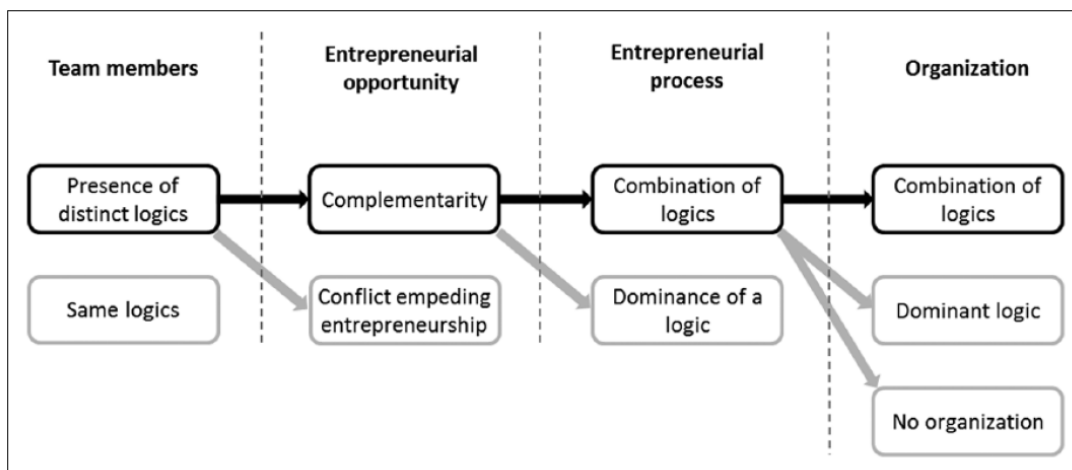 Team members
Entrepreneurial
opportunity
Entrepreneurial
process
Organization
Presence of
distinct logics
Complementarity
Combination of
logics
Combination of
logics
Same logics
Conflict empeding
entrepreneurship
Dominance of a
logic
Dominant logic
No organization